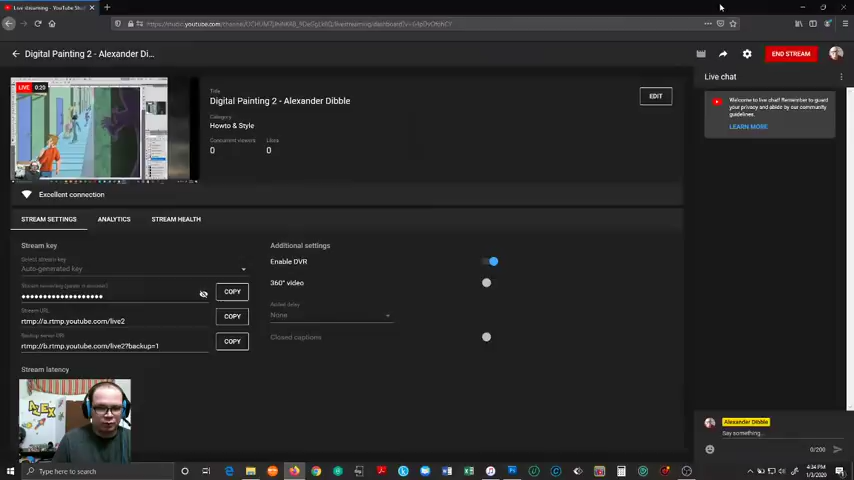 Live streaming - YouTube Stud
Digital Painting 2 - Alexander Di...
END STREAM
LIVE 0:20
Title
Digital Painting 2 - Alexander Dibble
Category
Howto & Style
Concurrent viewers
Likes
0
0
EDIT
Excellent connection
STREAM SETTINGS
ANALYTICS
STREAM HEALTH
Stream key
Select stream key
Auto-generated key
COPY
Stream URL
rtmp://a.rtmp.youtube.com/live2
COPY
Backup server URL
rtmp://b.rtmp.youtube.com/live2?backup=1
COPY
Stream latency
Additional settings
Enable DVR
360° video
Added delay
None
Closed captions
ALEX
Live chat
Welcome to live chat! Remember to guard
your privacy and abide by our community
guidelines.
LEARN MORE
Alexander Dibble
Say something...
0/200
Type here to search
4:34 PM
1/3/2020